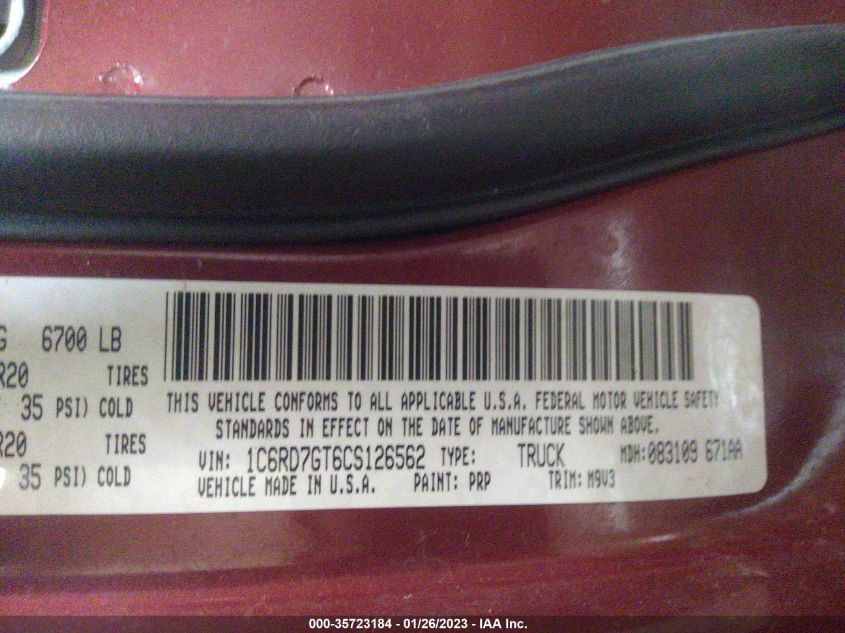 G 6700 LB
R20 TIRES
35 PSI) COLD
R20 TIRES
35 PSI) COLD
THIS VEHICLE CONFORMS TO ALL APPLICABLE U.S.A. FEDERAL MOTOR VEHICLE SAFETY
STANDARDS IN EFFECT ON THE DATE OF MANUFACTURE SHOWN ABOVE.
VIN: 1C6RD7GT6CS126562 TYPE: TRUCK MDH:083109 671AA
VEHICLE MADE IN U.S.A. PAINT: PRP TRIM: M9V3
000-35723184 - 01/26/2023 - IAA Inc.